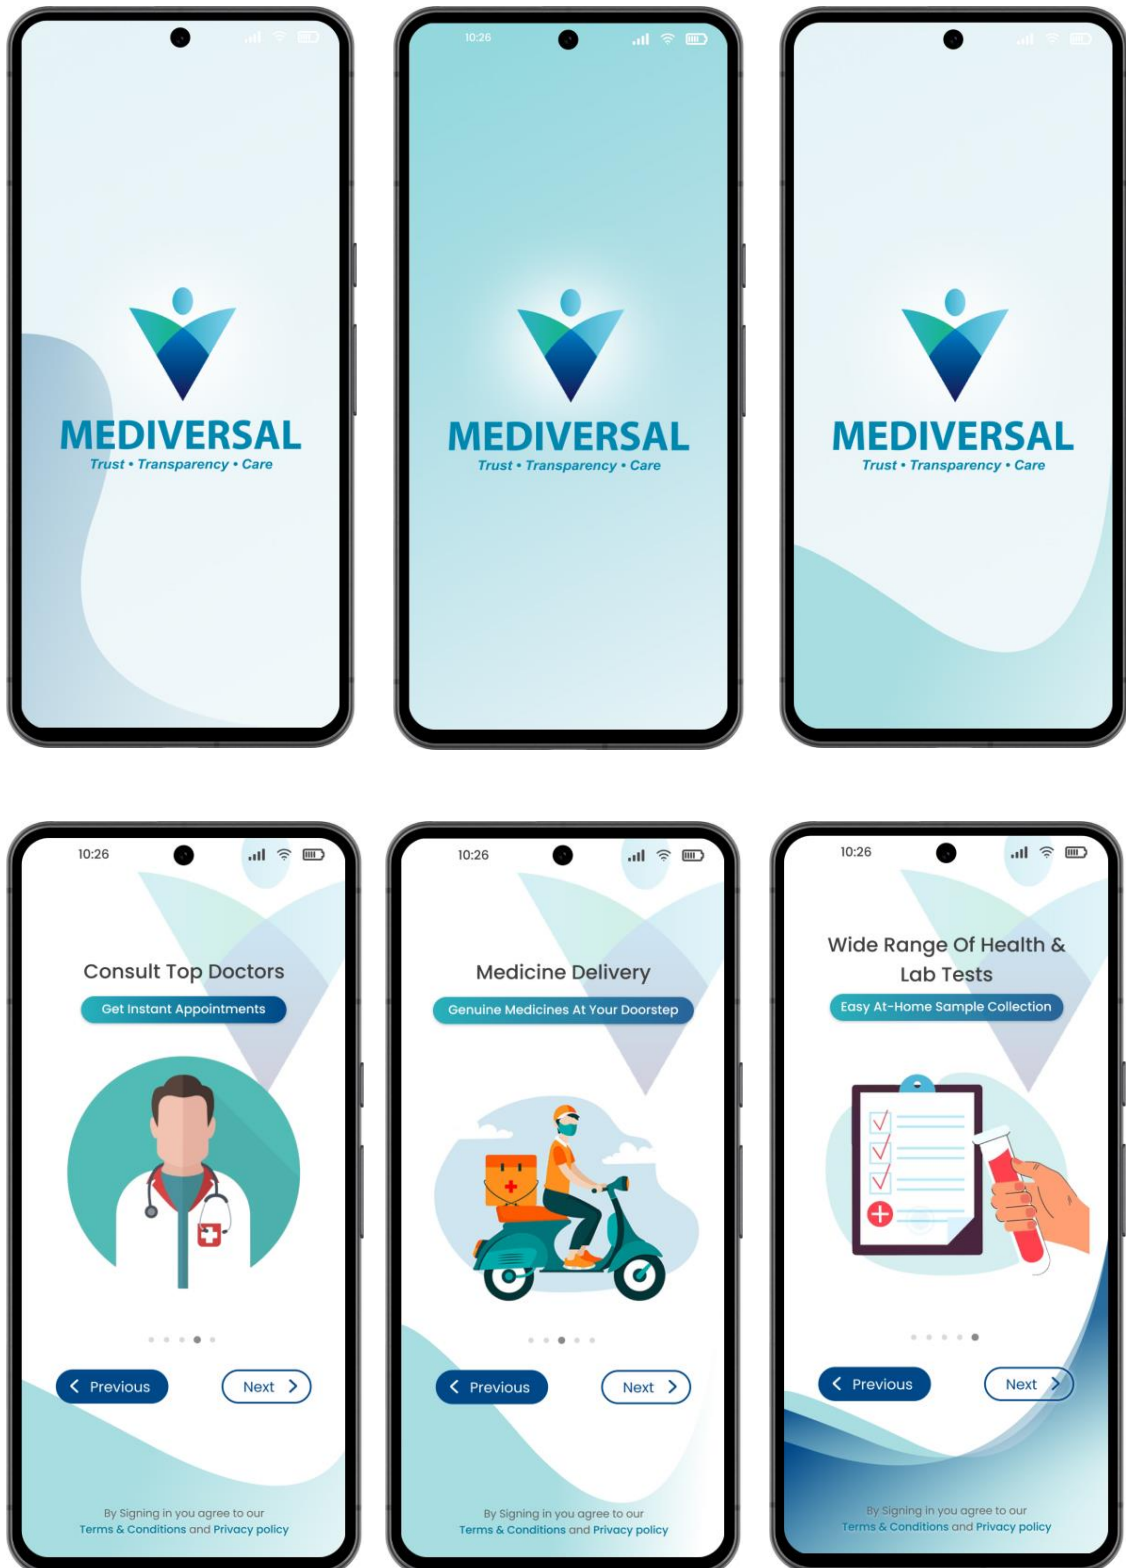 MEDIVERSAL
Trust • Transparency • Care
10:26
MEDIVERSAL
Trust • Transparency • Care
MEDIVERSAL
Trust • Transparency • Care
10:26
Consult Top Doctors
Get Instant Appointments
Previous
Next
By Signing in you agree to our
Terms & Conditions and Privacy policy
10:26
Medicine Delivery
Genuine Medicines At Your Doorstep
Previous
Next
By Signing in you agree to our
Terms & Conditions and Privacy policy
10:26
Wide Range Of Health &
Lab Tests
Easy At-Home Sample Collection
Previous
Next
By Signing in you agree to our
Terms & Conditions and Privacy policy